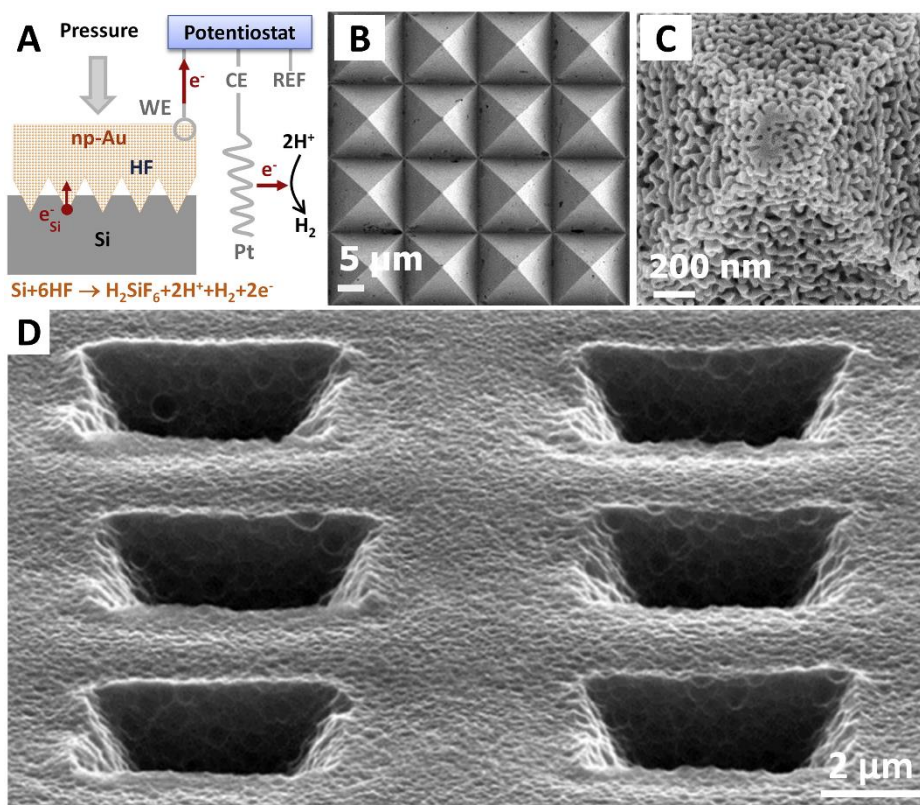 A
Pressure
Potentiostat
e⁻
CE
REF
WE
np-Au
HF
2H⁺
e⁻
e⁻Si
H₂
Si
Pt
Si+6HF → H₂SiF₆+2H⁺+H₂+2e⁻
B
5 μm
C
200 nm
D
2 μm